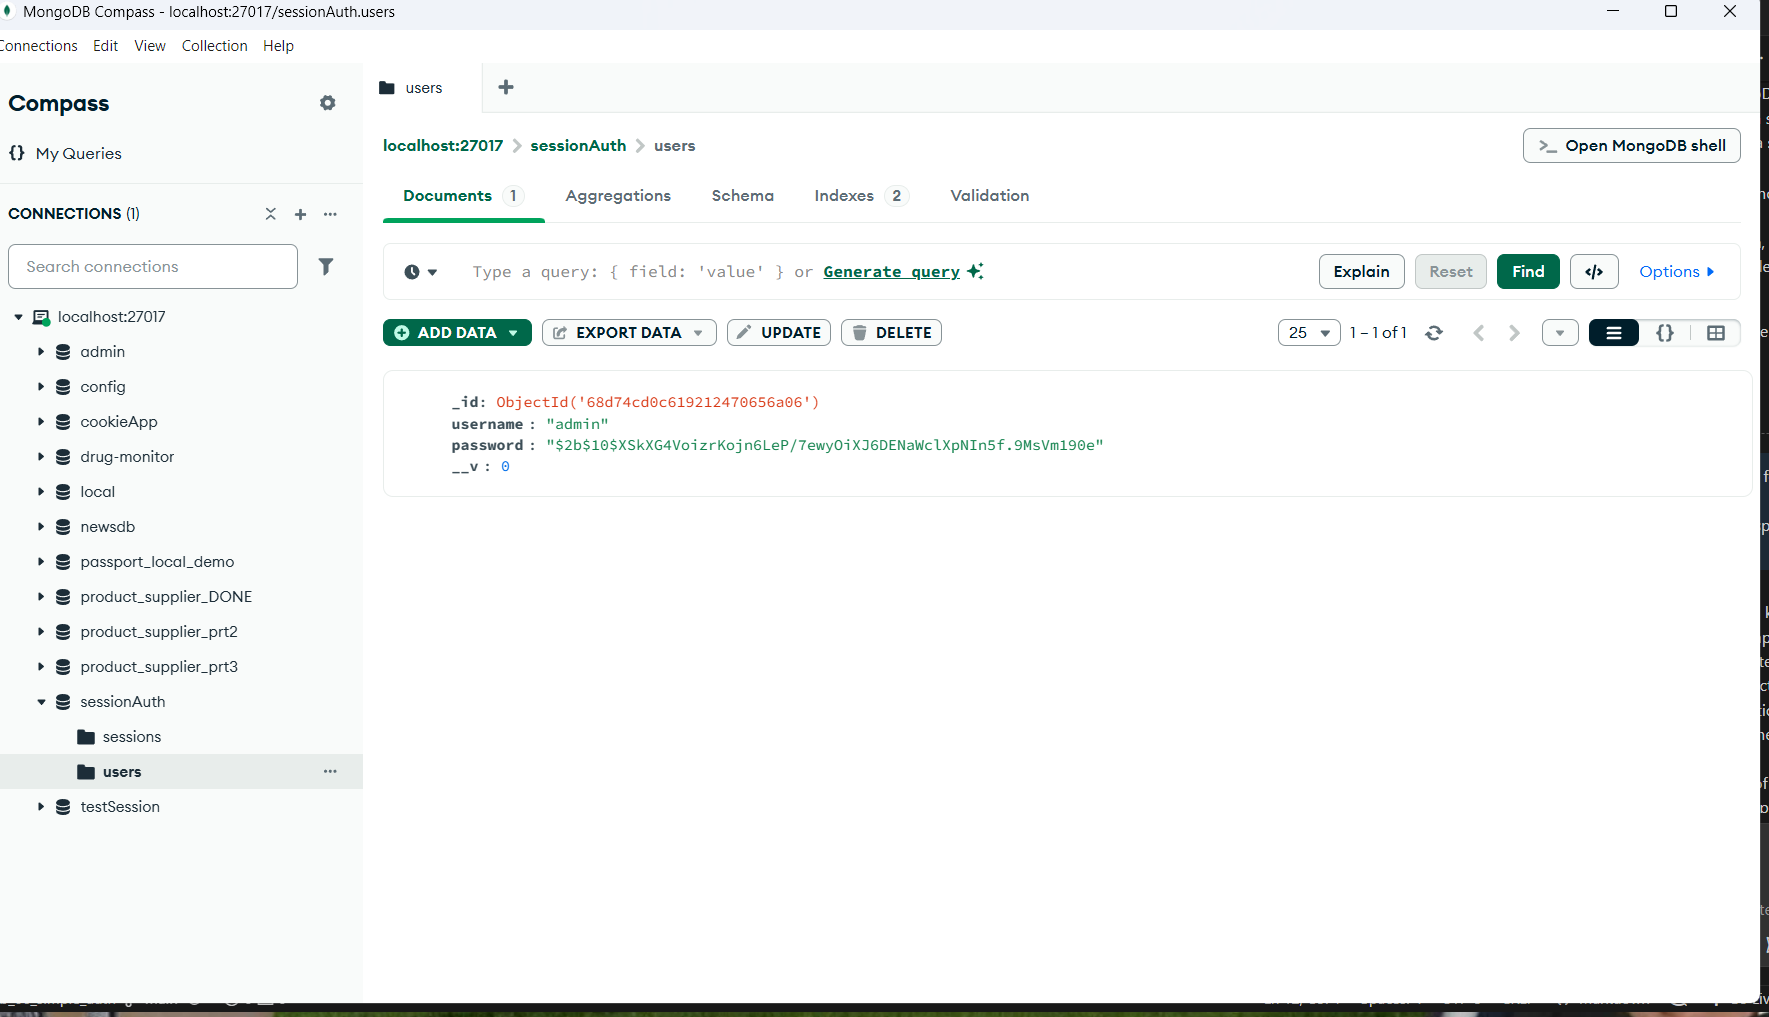 MongoDB Compass - localhost:27017/sessionAuth.users
Connections Edit View Collection Help
Compass
{} My Queries
CONNECTIONS (1)
Search connections
localhost:27017
admin
config
cookieApp
drug-monitor
local
newsdb
passport_local_demo
product_supplier_DONE
product_supplier_prt2
product_supplier_prt3
sessionAuth
sessions
users
testSession
users
localhost:27017 > sessionAuth > users
>_ Open MongoDB shell
Documents 1 Aggregations Schema Indexes 2 Validation
Type a query: { field: 'value' } or Generate query
Explain Reset Find </> Options
ADD DATA EXPORT DATA UPDATE DELETE
25 1 – 1 of 1 {}
_id: ObjectId('68d74cd0c619212470656a06')
username : "admin"
password : "$2b$10$XSkXG4VoizrKojn6LeP/7ewyOiXJ6DENaWclXpNIn5f.9MsVm190e"
__v : 0